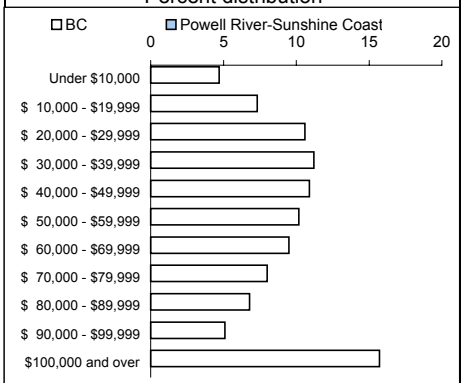 Percent distribution
BC Powell River-Sunshine Coast
0 5 10 15 20
Under $10,000
$ 10,000 - $19,999
$ 20,000 - $29,999
$ 30,000 - $39,999
$ 40,000 - $49,999
$ 50,000 - $59,999
$ 60,000 - $69,999
$ 70,000 - $79,999
$ 80,000 - $89,999
$ 90,000 - $99,999
$100,000 and over